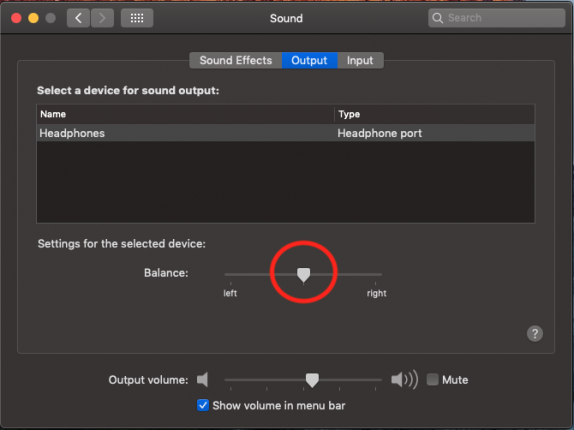 Sound
Search
Sound Effects Output Input
Select a device for sound output:
Name Type
Headphones Headphone port
Settings for the selected device:
Balance:
left right
?
Output volume: Mute
Show volume in menu bar